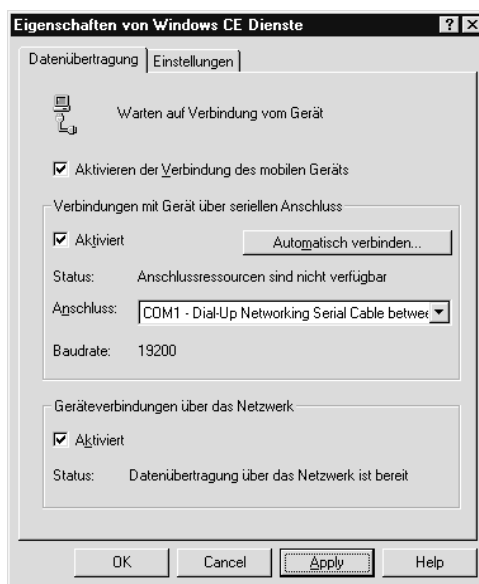 Eigenschaften von Windows CE Dienste
Datenübertragung Einstellungen
Warten auf Verbindung vom Gerät
Aktivieren der Verbindung des mobilen Geräts
Verbindungen mit Gerät über seriellen Anschluss
Aktiviert Automatisch verbinden...
Status: Anschlussressourcen sind nicht verfügbar
Anschluss: COM1 - Dial-Up Networking Serial Cable betwee
Baudrate: 19200
Geräteverbindungen über das Netzwerk
Aktiviert
Status: Datenübertragung über das Netzwerk ist bereit
OK Cancel Apply Help